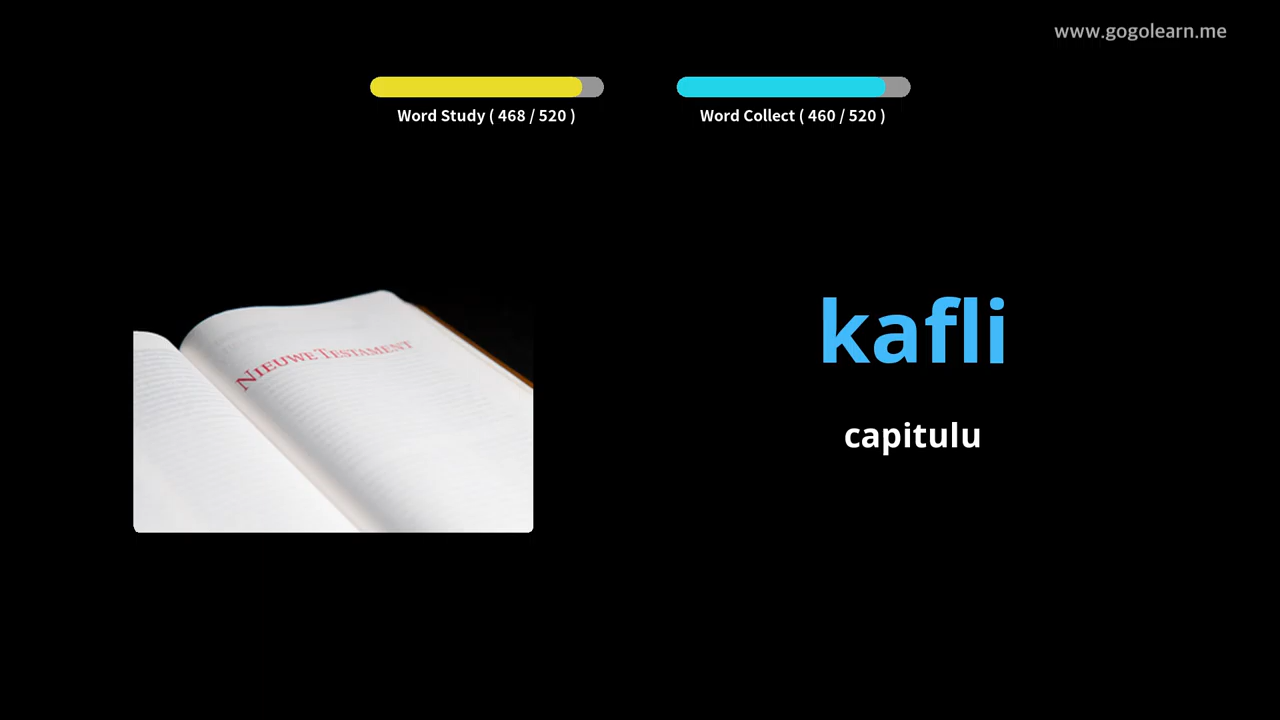 www.gogolearn.me
Word Study ( 468 / 520 )
Word Collect ( 460 / 520 )
NIEUWE TESTAMENT
kafli
capitulu